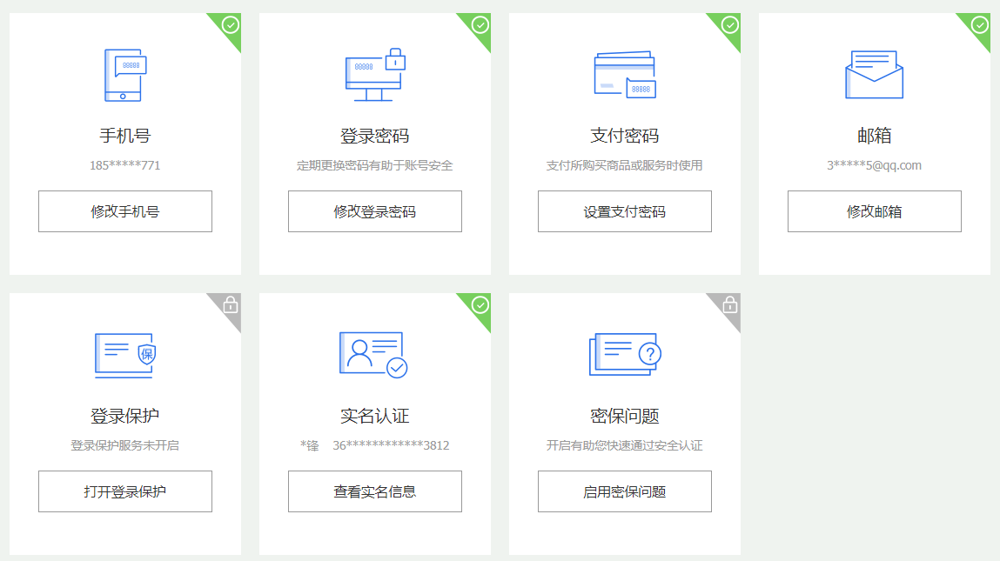 手机号
185*****771
修改手机号
登录密码
定期更换密码有助于账号安全
修改登录密码
支付密码
支付所购买商品或服务时使用
设置支付密码
邮箱
3*****5@qq.com
修改邮箱
保
登录保护
登录保护服务未开启
打开登录保护
实名认证
*锋 36************3812
查看实名信息
?
密保问题
开启有助您快速通过安全认证
启用密保问题